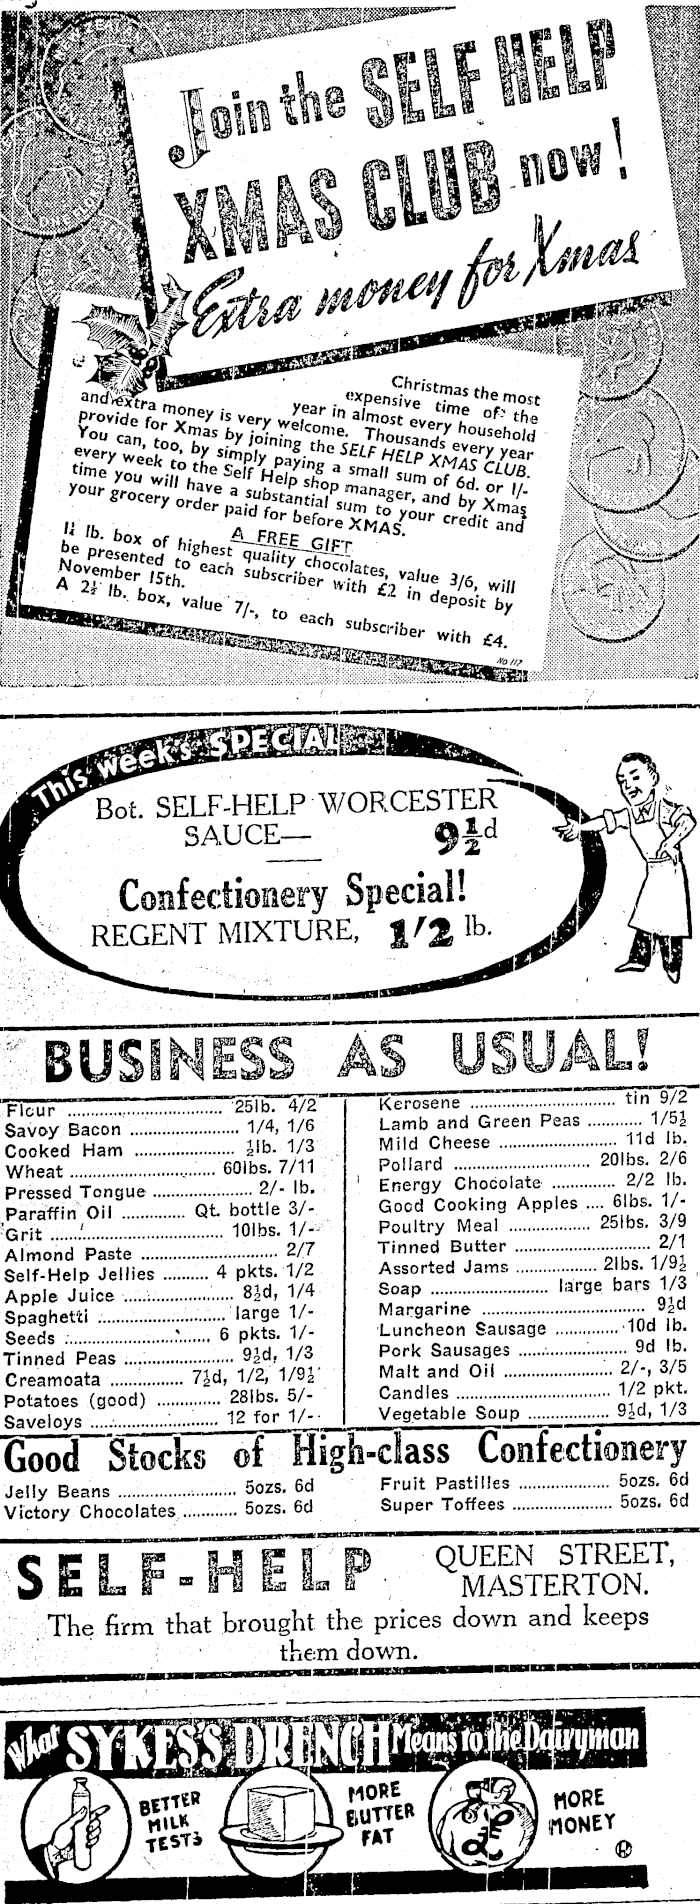 Join the SELF HELP
XMAS CLUB now!
Extra money for Xmas
Christmas the most
expensive time of the
year in almost every household
and extra money is very welcome. Thousands every year
provide for Xmas by joining the SELF HELP XMAS CLUB.
You can, too, by simply paying a small sum of 6d. or 1/-
every week to the Self Help shop manager, and by Xmas
time you will have a substantial sum to your credit and
your grocery order paid for before XMAS.
A FREE GIFT
lb. box of highest quality chocolates, value 3/6, will
be presented to each subscriber with £2 in deposit by
November 15th.
A 2½ lb. box, value 7/-, to each subscriber with £4.
No 117
This week's SPECIAL
Bot. SELF-HELP WORCESTER
SAUCE— 9½d
Confectionery Special!
REGENT MIXTURE, 1'2 lb.
BUSINESS AS USUAL!
Flour .......... 25lb. 4/2
Savoy Bacon .......... 1/4, 1/6
Cooked Ham .......... ½lb. 1/3
Wheat .......... 60lbs. 7/11
Pressed Tongue .......... 2/- lb.
Paraffin Oil .......... Qt. bottle 3/-
Grit .......... 10lbs. 1/-
Almond Paste .......... 2/7
Self-Help Jellies .......... 4 pkts. 1/2
Apple Juice .......... 8½d, 1/4
Spaghetti .......... large 1/-
Seeds .......... 6 pkts. 1/-
Tinned Peas .......... 9½d, 1/3
Creamoata .......... 7½d, 1/2, 1/9½
Potatoes (good) .......... 28lbs. 5/-
Saveloys .......... 12 for 1/-
Kerosene .......... tin 9/2
Lamb and Green Peas .......... 1/5½
Mild Cheese .......... 11d lb.
Pollard .......... 20lbs. 2/6
Energy Chocolate .......... 2/2 lb.
Good Cooking Apples .... 6lbs. 1/-
Poultry Meal .......... 25lbs. 3/9
Tinned Butter .......... 2/1
Assorted Jams .......... 2lbs. 1/9½
Soap .......... large bars 1/3
Margarine .......... 9½d
Luncheon Sausage .......... 10d lb.
Pork Sausages .......... 9d lb.
Malt and Oil .......... 2/-, 3/5
Candles .......... 1/2 pkt.
Vegetable Soup .......... 9½d, 1/3
Good Stocks of High-class Confectionery
Jelly Beans .......... 5ozs. 6d
Victory Chocolates .......... 5ozs. 6d
Fruit Pastilles .......... 5ozs. 6d
Super Toffees .......... 5ozs. 6d
SELF-HELP QUEEN STREET,
MASTERTON.
The firm that brought the prices down and keeps
them down.
What SYKES'S DRENCH Means to the Dairyman
BETTER
MILK
TESTS
MORE
BUTTER
FAT
£
MORE
MONEY